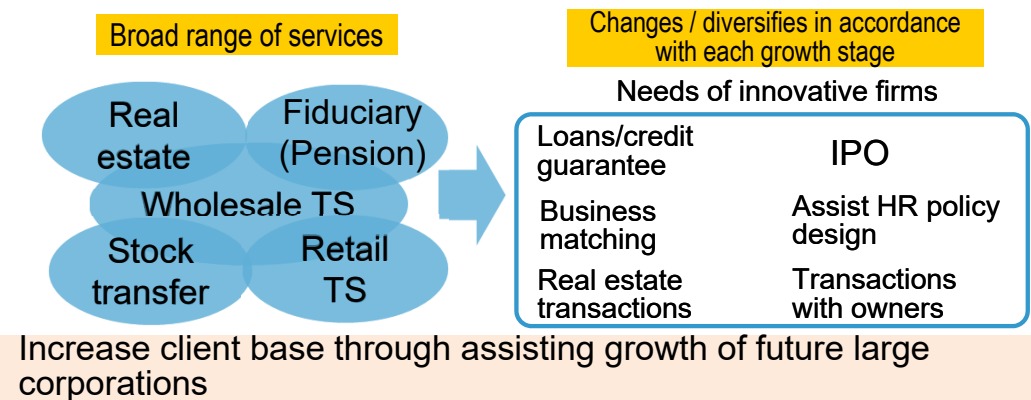 Broad range of services
Real
estate
Fiduciary
(Pension)
Wholesale TS
Stock
transfer
Retail
TS
Changes / diversifies in accordance
with each growth stage
Needs of innovative firms
Loans/credit
guarantee
IPO
Business
matching
Assist HR policy
design
Real estate
transactions
Transactions
with owners
Increase client base through assisting growth of future large
corporations